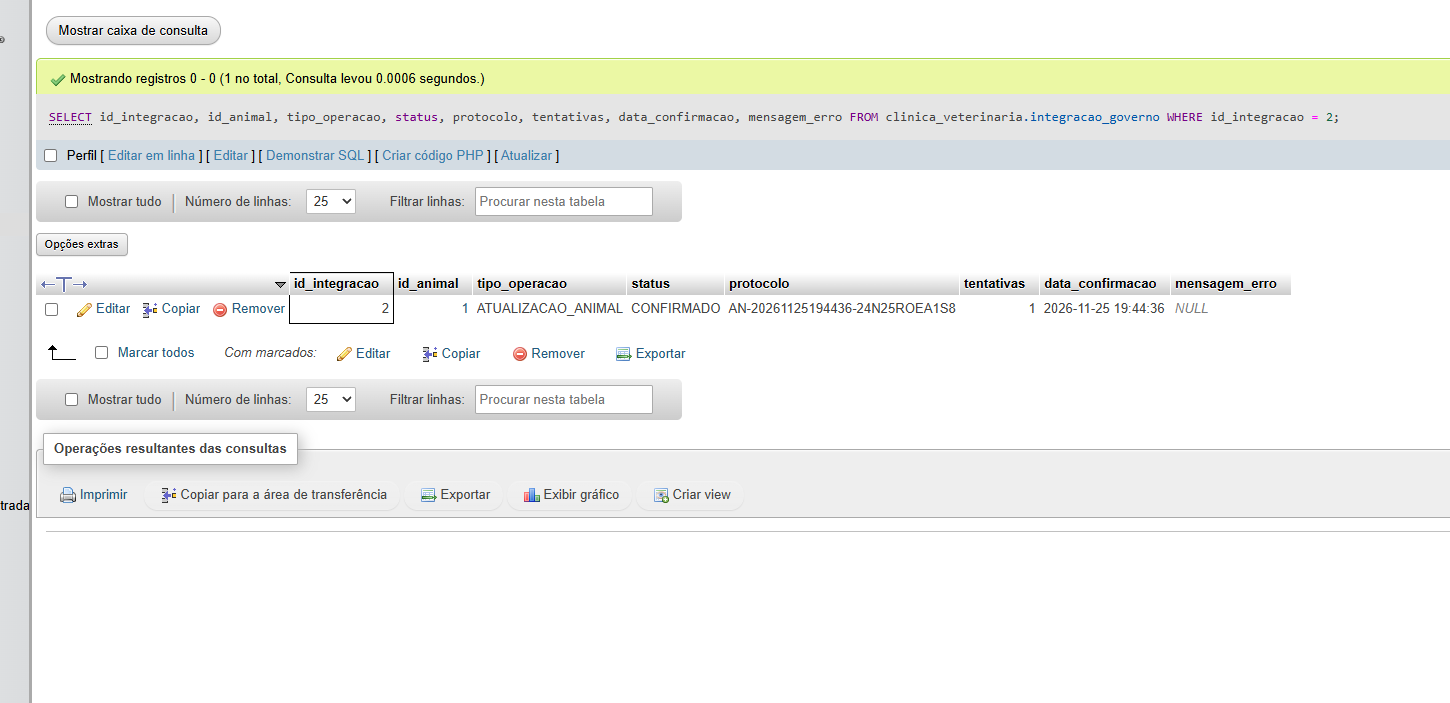 Mostrar caixa de consulta
®
Mostrando registros 0 - 0 (1 no total, Consulta levou 0.0006 segundos.)
SELECT id_integracao, id_animal, tipo_operacao, status, protocolo, tentativas, data_confirmacao, mensagem_erro FROM clinica_veterinaria.integracao_governo WHERE id_integracao = 2;
Perfil [ Editar em linha ] [ Editar ] [ Demonstrar SQL ] [ Criar código PHP ] [ Atualizar ]
Mostrar tudo Número de linhas: 25 Filtrar linhas: Procurar nesta tabela
Opções extras
id_integracao id_animal tipo_operacao status protocolo tentativas data_confirmacao mensagem_erro
Editar Copiar Remover 2 1 ATUALIZACAO_ANIMAL CONFIRMADO AN-20261125194436-24N25ROEA1S8 1 2026-11-25 19:44:36 NULL
Marcar todos Com marcados: Editar Copiar Remover Exportar
Mostrar tudo Número de linhas: 25 Filtrar linhas: Procurar nesta tabela
Operações resultantes das consultas
Imprimir Copiar para a área de transferência Exportar Exibir gráfico Criar view
trada